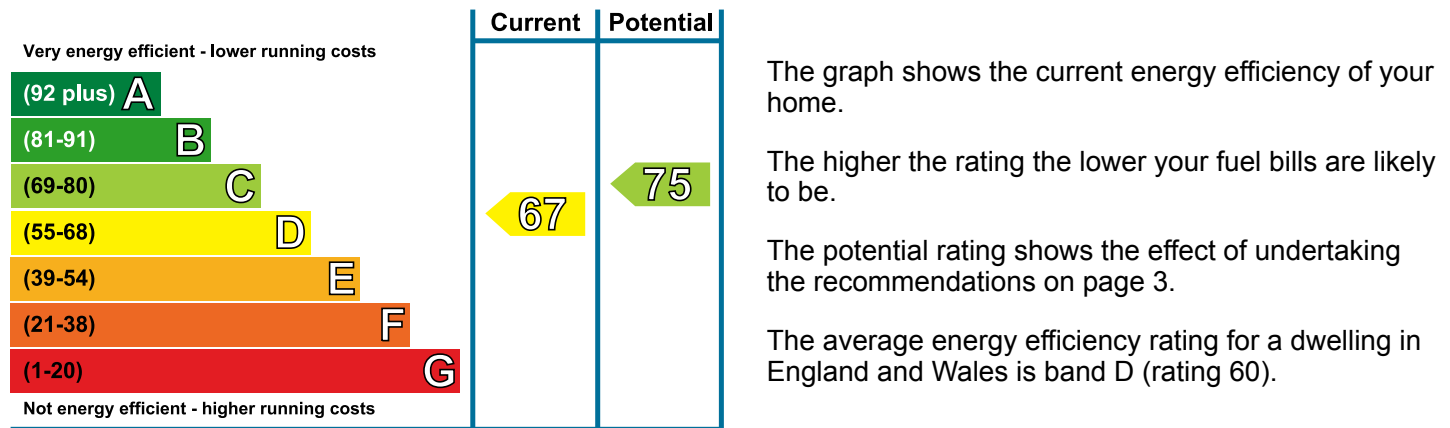 Current Potential
Very energy efficient - lower running costs
(92 plus) A
(81-91) B
(69-80) C
(55-68) D
(39-54) E
(21-38) F
(1-20) G
Not energy efficient - higher running costs
67
75
The graph shows the current energy efficiency of your
home.
The higher the rating the lower your fuel bills are likely
to be.
The potential rating shows the effect of undertaking
the recommendations on page 3.
The average energy efficiency rating for a dwelling in
England and Wales is band D (rating 60).